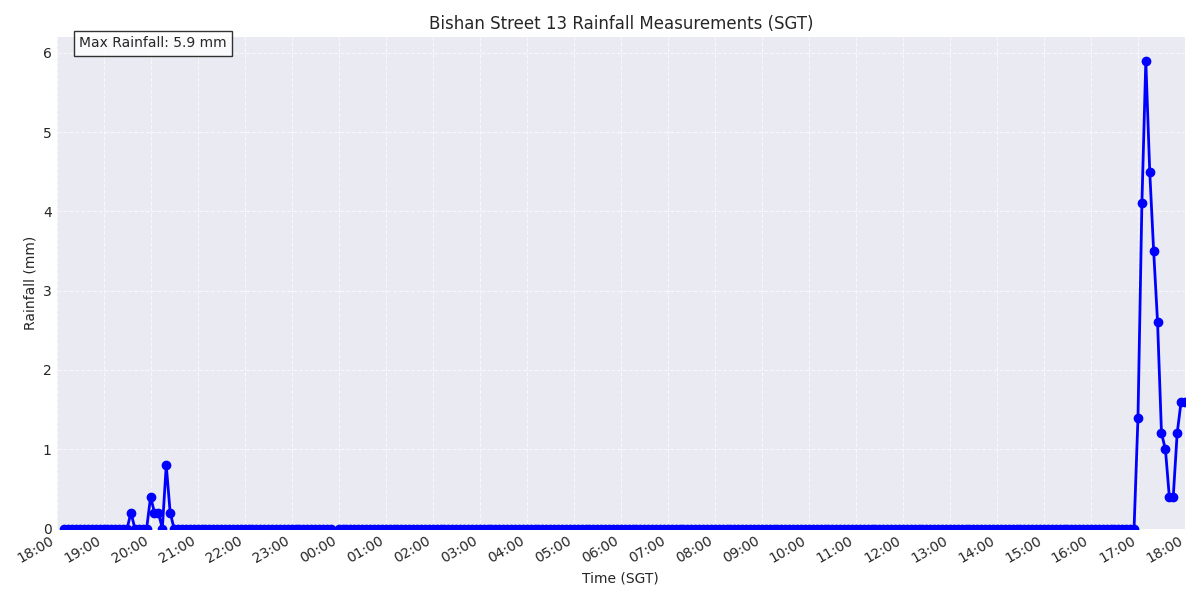 Bishan Street 13 Rainfall Measurements (SGT)
Max Rainfall: 5.9 mm
6
5
4
3
2
1
0
Rainfall (mm)
18:00 19:00 20:00 21:00 22:00 23:00 00:00 01:00 02:00 03:00 04:00 05:00 06:00 07:00 08:00 09:00 10:00 11:00 12:00 13:00 14:00 15:00 16:00 17:00 18:00
Time (SGT)